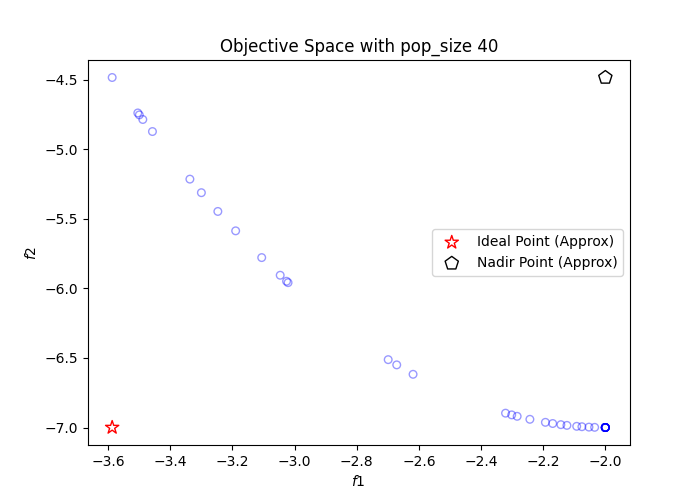 Objective Space with pop_size 40
−4.5
−5.0
−5.5
−6.0
−6.5
−7.0
f2
Ideal Point (Approx)
Nadir Point (Approx)
−3.6 −3.4 −3.2 −3.0 −2.8 −2.6 −2.4 −2.2 −2.0
f1